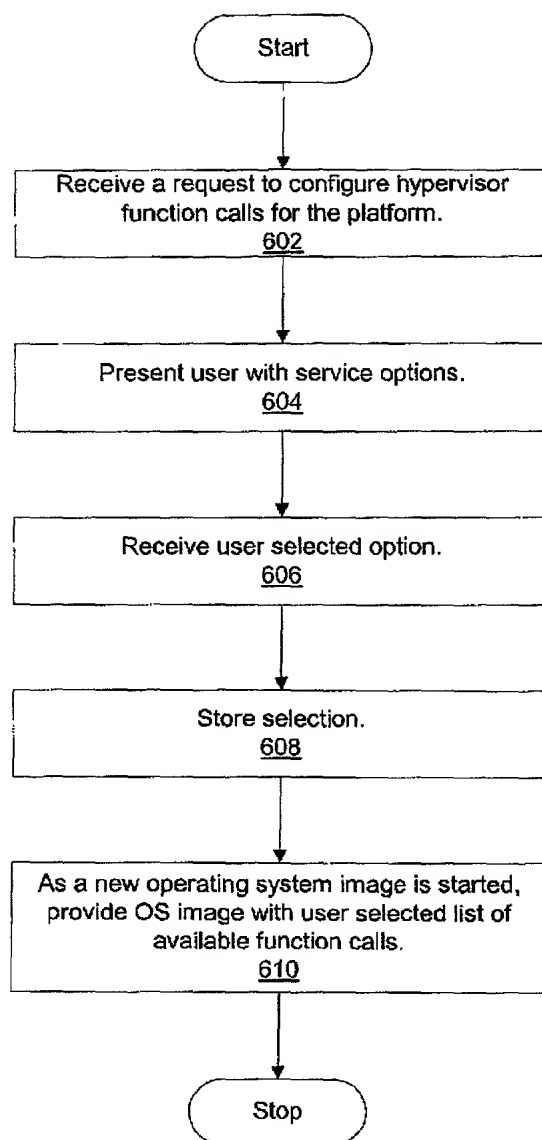 Start
Receive a request to configure hypervisor
function calls for the platform.
602
Present user with service options.
604
Receive user selected option.
606
Store selection.
608
As a new operating system image is started,
provide OS image with user selected list of
available function calls.
610
Stop